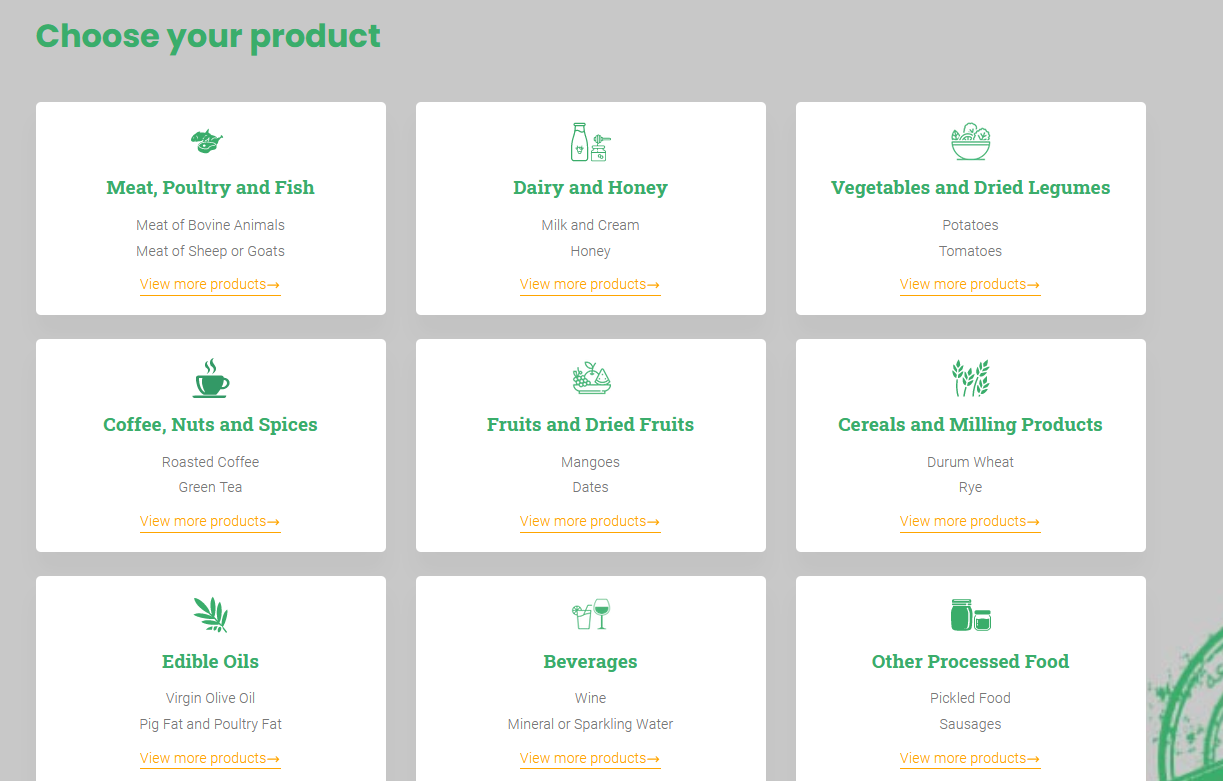 Choose your product
Meat, Poultry and Fish
Meat of Bovine Animals
Meat of Sheep or Goats
View more products→
Dairy and Honey
Milk and Cream
Honey
View more products→
Vegetables and Dried Legumes
Potatoes
Tomatoes
View more products→
Coffee, Nuts and Spices
Roasted Coffee
Green Tea
View more products→
Fruits and Dried Fruits
Mangoes
Dates
View more products→
Cereals and Milling Products
Durum Wheat
Rye
View more products→
Edible Oils
Virgin Olive Oil
Pig Fat and Poultry Fat
View more products→
Beverages
Wine
Mineral or Sparkling Water
View more products→
Other Processed Food
Pickled Food
Sausages
View more products→